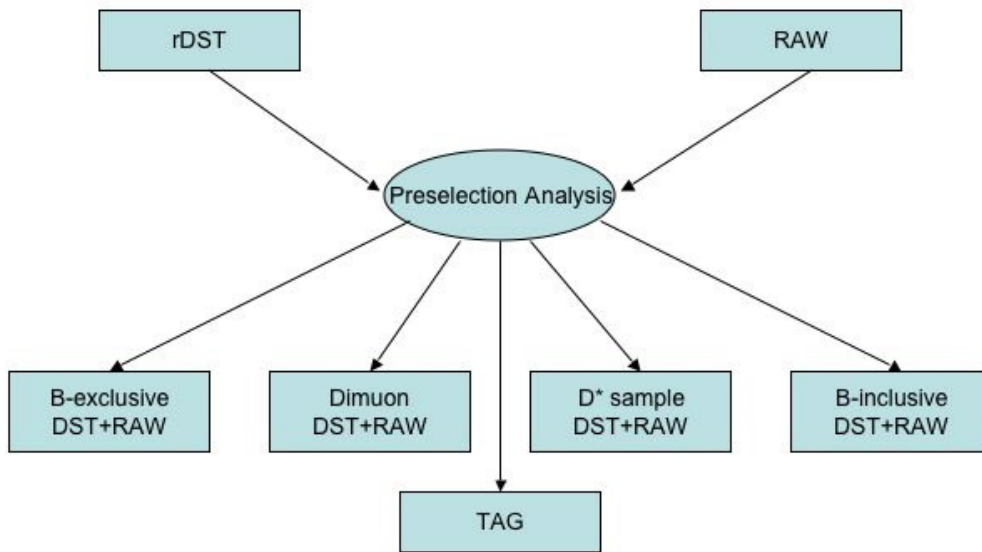 rDST
RAW
Preselection Analysis
B-exclusive
DST+RAW
Dimuon
DST+RAW
D* sample
DST+RAW
B-inclusive
DST+RAW
TAG